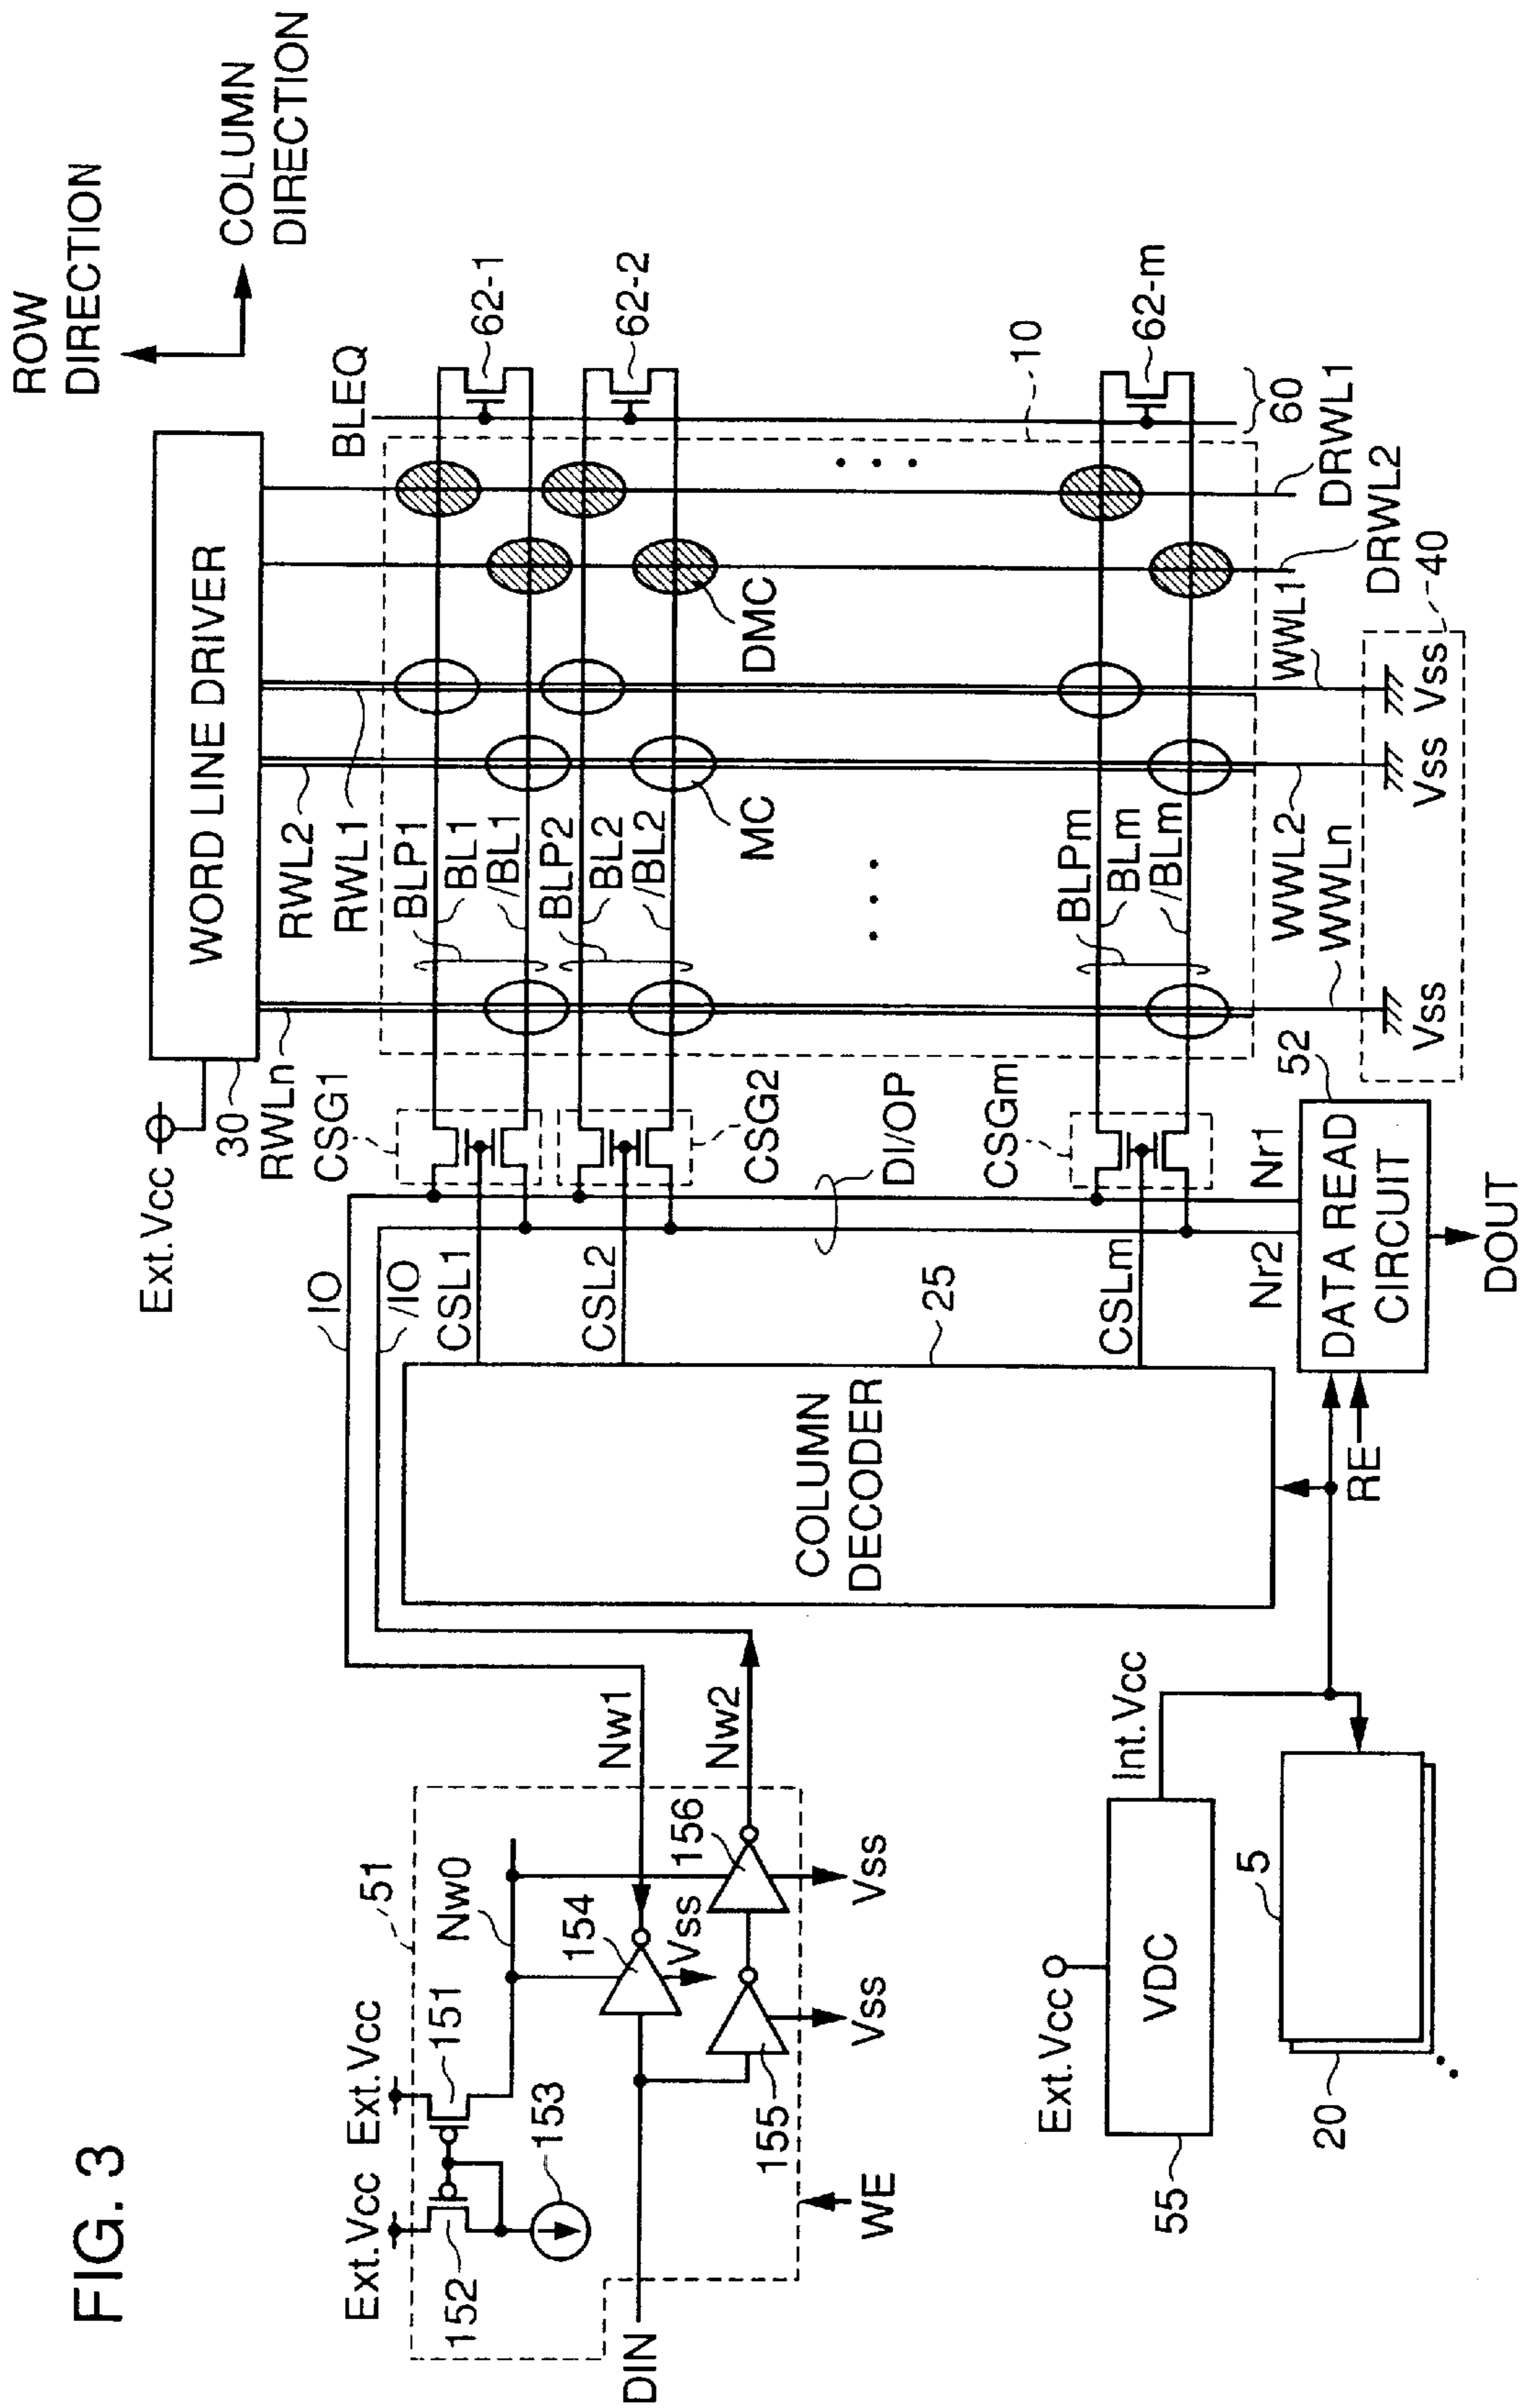 FIG. 3
ROW
DIRECTION
COLUMN
DIRECTION
Ext.Vcc
30
WORD LINE DRIVER
RWLn
RWL2
RWL1
BLEQ
CSG1
BLP1
BL1
/BL1
62-1
CSG2
BLP2
BL2
/BL2
62-2
MC
DMC
CSGm
BLPm
BLm
/BLm
62-m
10
60
DRWL1
DRWL2
WWL1
WWL2
WWLn
40
Vss
Vss
Vss
IO
/IO
CSL1
CSL2
CSLm
DI/OP
COLUMN
DECODER
25
Nr1
Nr2
52
DATA READ
CIRCUIT
RE
DOUT
Ext.Vcc
Ext.Vcc
152
151
153
51
Nw0
Nw1
Nw2
154
Vss
155
156
Vss
Vss
DIN
WE
Ext.Vcc
VDC
55
Int.Vcc
5
20